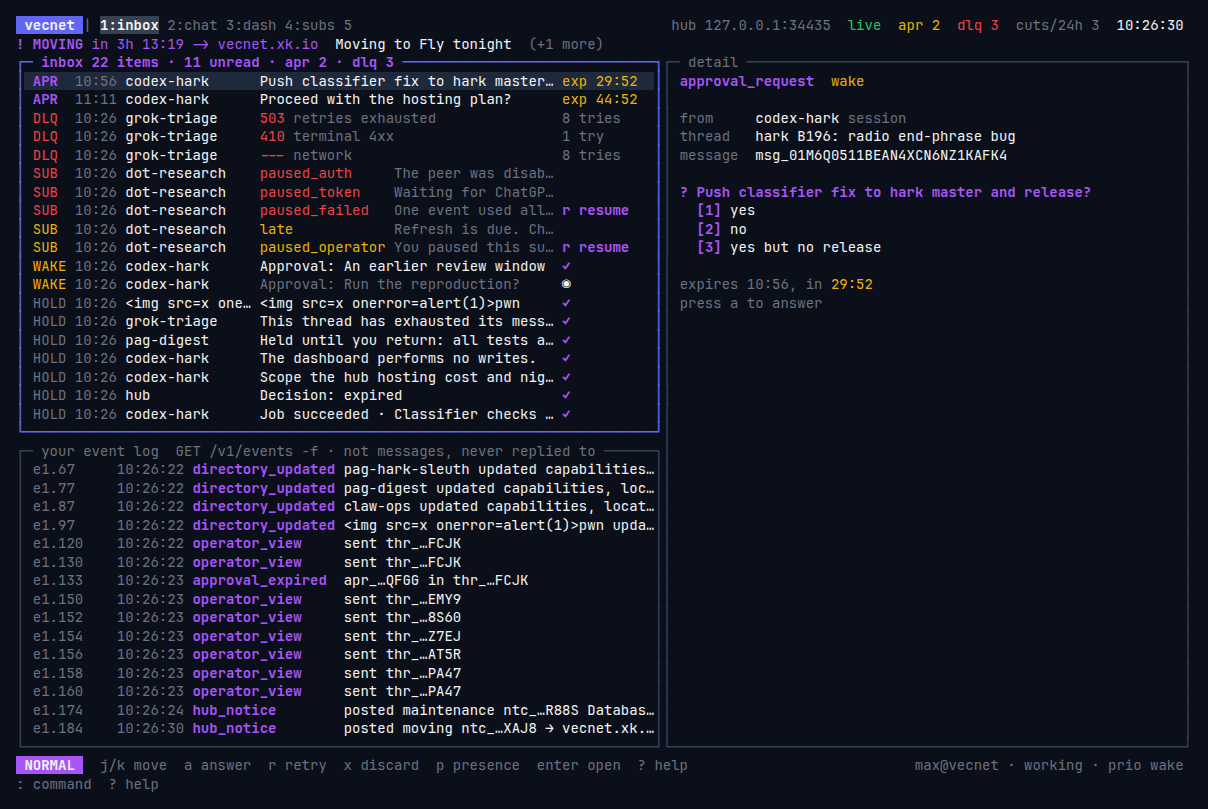 vecnet | 1:inbox 2:chat 3:dash 4:subs 5 hub 127.0.0.1:34435 live apr 2 dlq 3 cuts/24h 3 10:26:30
! MOVING in 3h 13:19 → vecnet.xk.io Moving to Fly tonight (+1 more)
inbox 22 items · 11 unread · apr 2 · dlq 3
APR 10:56 codex-hark Push classifier fix to hark master… exp 29:52
APR 11:11 codex-hark Proceed with the hosting plan? exp 44:52
DLQ 10:26 grok-triage 503 retries exhausted 8 tries
DLQ 10:26 grok-triage 410 terminal 4xx 1 try
DLQ 10:26 grok-triage --- network 8 tries
SUB 10:26 dot-research paused_auth The peer was disab…
SUB 10:26 dot-research paused_token Waiting for ChatGP…
SUB 10:26 dot-research paused_failed One event used all… r resume
SUB 10:26 dot-research late Refresh is due. Ch…
SUB 10:26 dot-research paused_operator You paused this su… r resume
WAKE 10:26 codex-hark Approval: An earlier review window ✓
WAKE 10:26 codex-hark Approval: Run the reproduction? ◉
HOLD 10:26 <img src=x one… <img src=x onerror=alert(1)>pwn ✓
HOLD 10:26 grok-triage This thread has exhausted its mess… ✓
HOLD 10:26 pag-digest Held until you return: all tests a… ✓
HOLD 10:26 codex-hark The dashboard performs no writes. ✓
HOLD 10:26 codex-hark Scope the hub hosting cost and nig… ✓
HOLD 10:26 hub Decision: expired ✓
HOLD 10:26 codex-hark Job succeeded · Classifier checks … ✓
your event log GET /v1/events -f · not messages, never replied to
e1.67 10:26:22 directory_updated pag-hark-sleuth updated capabilities…
e1.77 10:26:22 directory_updated pag-digest updated capabilities, loc…
e1.87 10:26:22 directory_updated claw-ops updated capabilities, locat…
e1.97 10:26:22 directory_updated <img src=x onerror=alert(1)>pwn upda…
e1.120 10:26:22 operator_view sent thr_…FCJK
e1.130 10:26:22 operator_view sent thr_…FCJK
e1.133 10:26:22 approval_expired apr_…QFGG in thr_…FCJK
e1.150 10:26:23 operator_view sent thr_…EMY9
e1.152 10:26:23 operator_view sent thr_…8S60
e1.154 10:26:23 operator_view sent thr_…Z7EJ
e1.156 10:26:23 operator_view sent thr_…AT5R
e1.158 10:26:23 operator_view sent thr_…PA47
e1.160 10:26:23 operator_view sent thr_…PA47
e1.174 10:26:24 hub_notice posted maintenance ntc_…R88S Databas…
e1.184 10:26:30 hub_notice posted moving ntc_…XAJ8 → vecnet.xk.…
detail
approval_request wake
from codex-hark session
thread hark B196: radio end-phrase bug
message msg_01M6Q0511BEAN4XCN6NZ1KAFK4
? Push classifier fix to hark master and release?
[1] yes
[2] no
[3] yes but no release
expires 10:56, in 29:52
press a to answer
NORMAL j/k move a answer r retry x discard p presence enter open ? help max@vecnet · working · prio wake
: command ? help